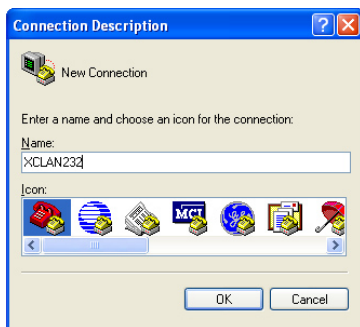 Connection Description
New Connection
Enter a name and choose an icon for the connection:
Name:
XCLAN232
Icon:
MCI
OK
Cancel